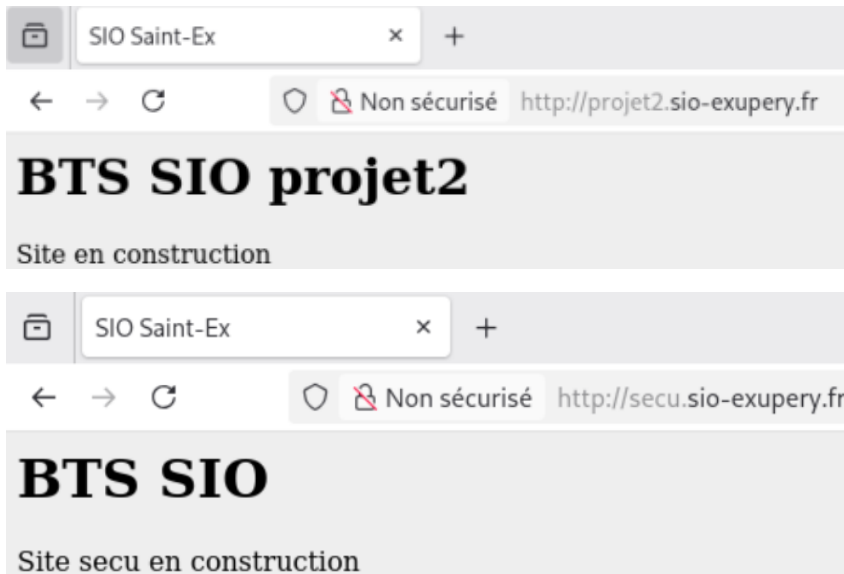 SIO Saint-Ex
Non sécurisé http://projet2.sio-exupery.fr
BTS SIO projet2
Site en construction
SIO Saint-Ex
Non sécurisé http://secu.sio-exupery.fr
BTS SIO
Site secu en construction